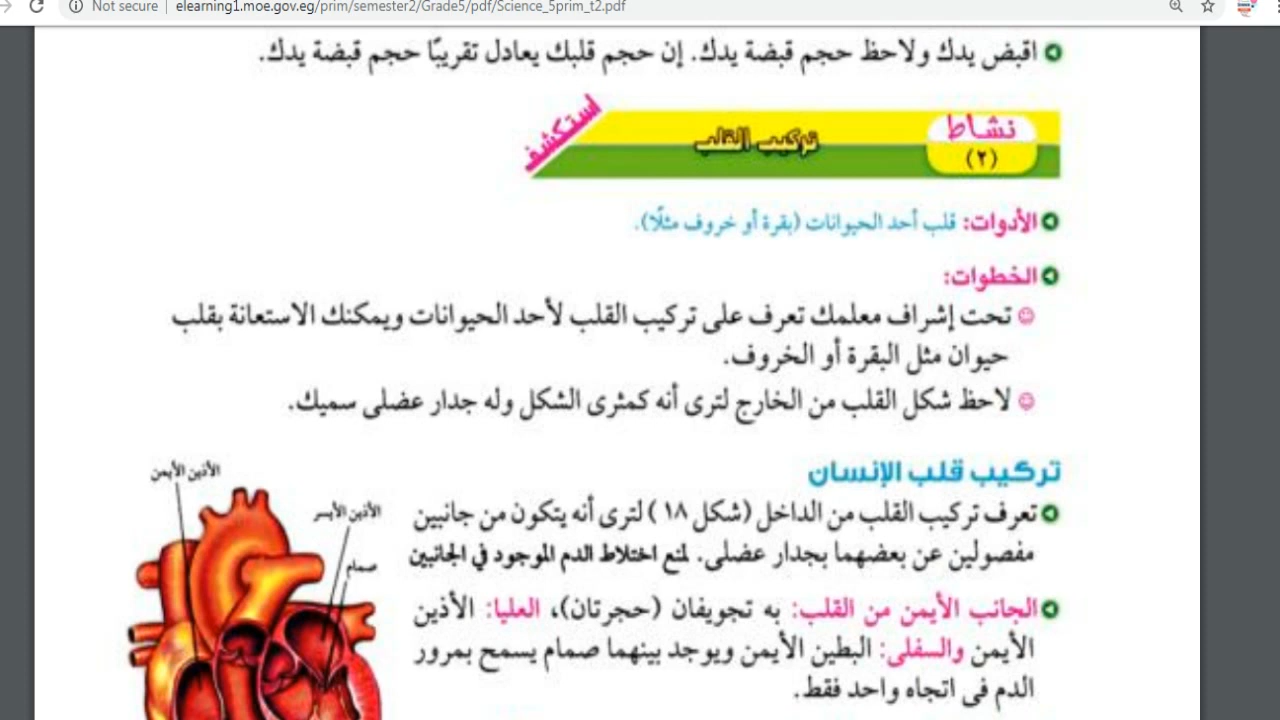 Not secure | elearning1.moe.gov.eg/prim/semester2/Grade5/pdf/Science_5prim_t2.pdf
اقبض يدك ولاحظ حجم قبضة يدك. إن حجم قلبك يعادل تقريبًا حجم قبضة يدك.
نشاط
(٢)
تركيب القلب
استكشف
الأدوات: قلب أحد الحيوانات (بقرة أو خروف مثلًا).
الخطوات:
تحت إشراف معلمك تعرف على تركيب القلب لأحد الحيوانات ويمكنك الاستعانة بقلب
حيوان مثل البقرة أو الخروف.
لاحظ شكل القلب من الخارج لترى أنه كمثرى الشكل وله جدار عضلى سميك.
تركيب قلب الإنسان
تعرف تركيب القلب من الداخل (شكل ١٨) لترى أنه يتكون من جانبين
مفصولين عن بعضهما بجدار عضلى. لمنع اختلاط الدم الموجود في الجانبين
الجانب الأيمن من القلب: به تجويفان (حجرتان)، العليا: الأذين
الأيمن والسفلى: البطين الأيمن ويوجد بينهما صمام يسمح بمرور
الدم فى اتجاه واحد فقط.
الأذين الأيمن
الأذين الأيسر
صمام